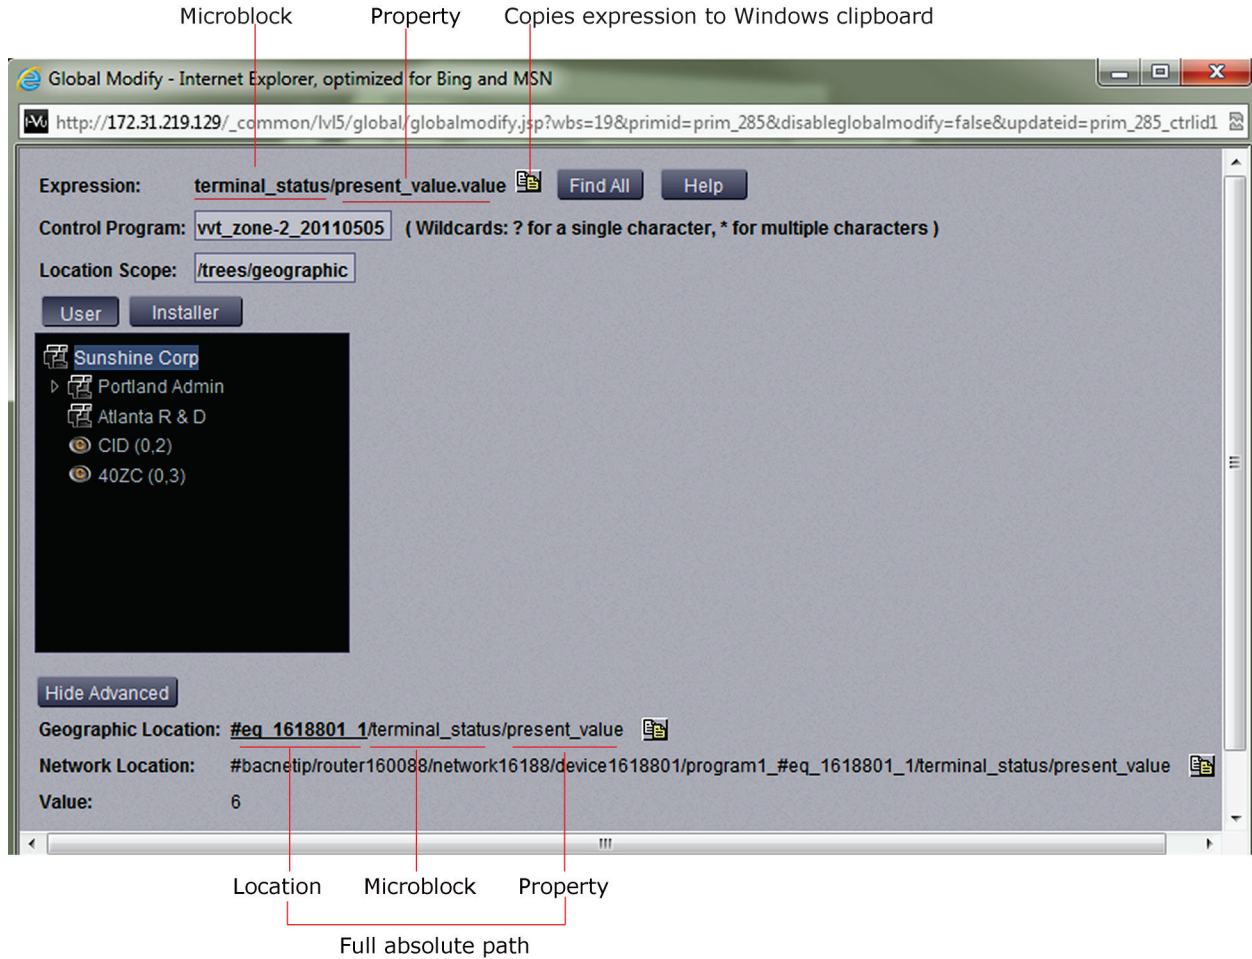 Microblock Property Copies expression to Windows clipboard
Global Modify - Internet Explorer, optimized for Bing and MSN
i-Vu http://172.31.219.129/_common/lvl5/global/globalmodify.jsp?wbs=19&primid=prim_285&disableglobalmodify=false&updateid=prim_285_ctrlid1
Expression: terminal_status/present_value.value Find All Help
Control Program: vvt_zone-2_20110505 ( Wildcards: ? for a single character, * for multiple characters )
Location Scope: /trees/geographic
User Installer
Sunshine Corp
Portland Admin
Atlanta R & D
CID (0,2)
40ZC (0,3)
Hide Advanced
Geographic Location: #eq_1618801_1/terminal_status/present_value
Network Location: #bacnetip/router160088/network16188/device1618801/program1_#eq_1618801_1/terminal_status/present_value
Value: 6
Location Microblock Property
Full absolute path